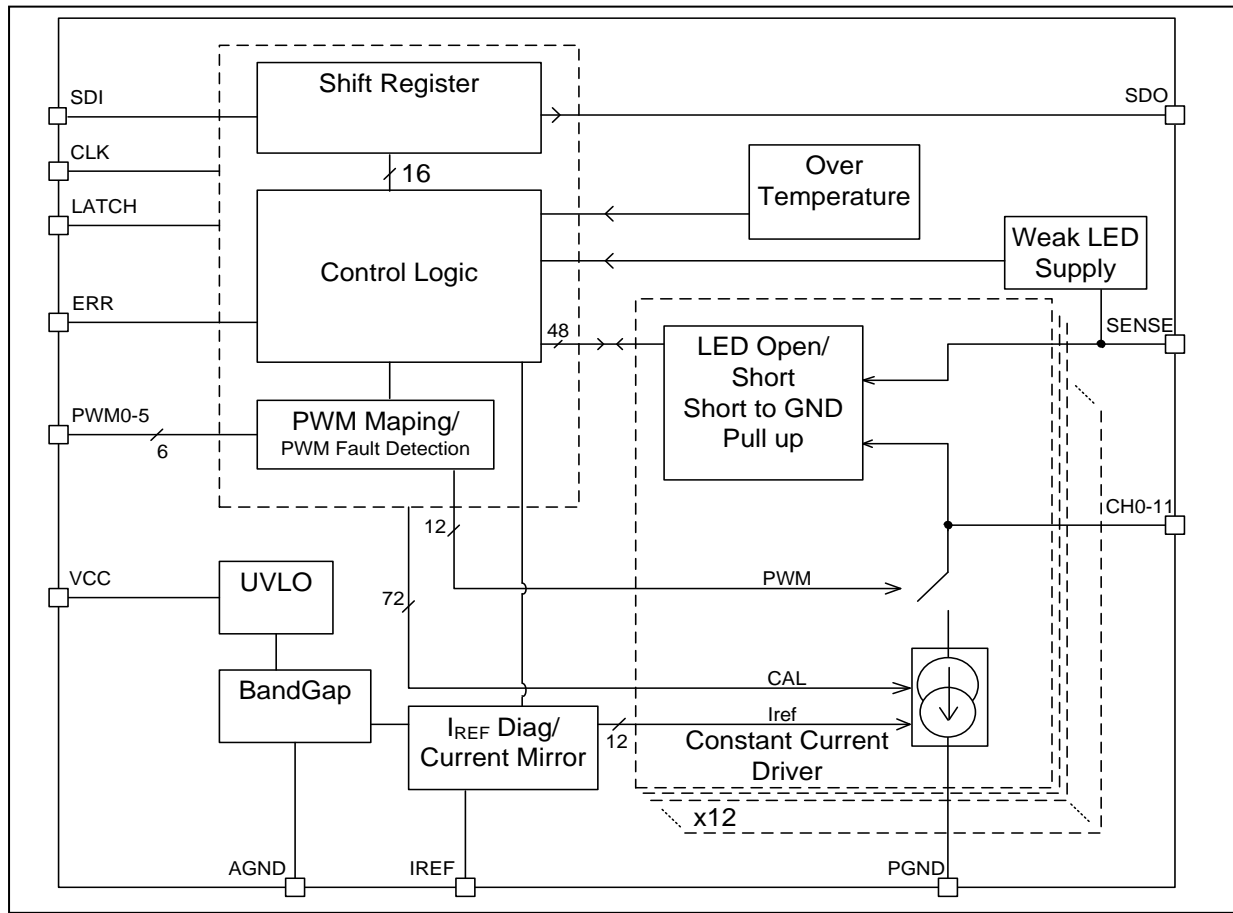 SDI
Shift Register
SDO
CLK
16
Over
Temperature
LATCH
Control Logic
Weak LED
Supply
ERR
48
SENSE
LED Open/
Short
Short to GND
Pull up
PWM0-5
6
PWM Maping/
PWM Fault Detection
CH0-11
12
VCC
UVLO
PWM
72
BandGap
CAL
IREF Diag/
Current Mirror
12
Iref
Constant Current
Driver
x12
AGND
IREF
PGND